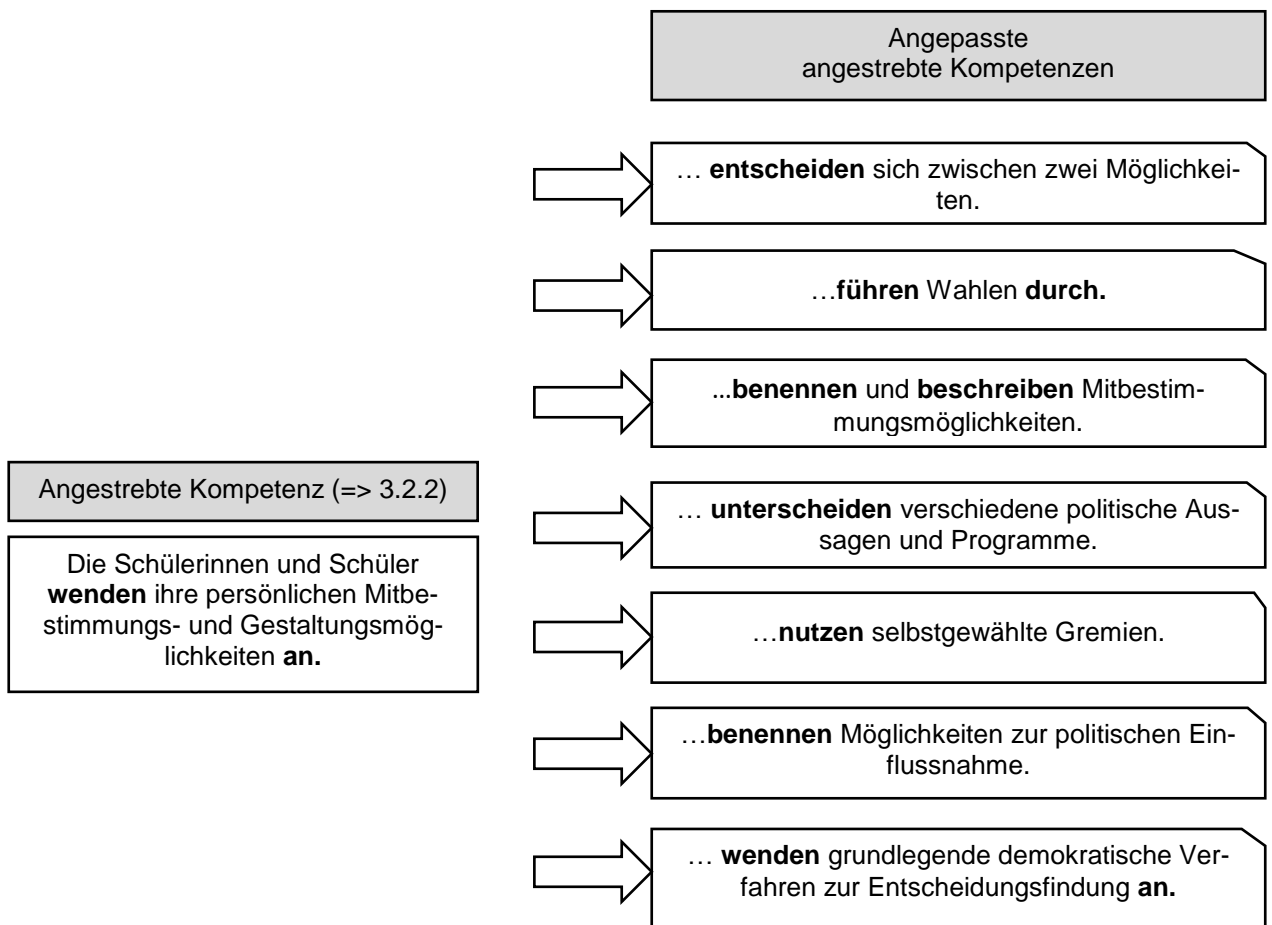 Angepasste
angestrebte Kompetenzen
… entscheiden sich zwischen zwei Möglichkei-
ten.
…führen Wahlen durch.
...benennen und beschreiben Mitbestim-
mungsmöglichkeiten.
Angestrebte Kompetenz (=> 3.2.2)
Die Schülerinnen und Schüler
wenden ihre persönlichen Mitbe-
stimmungs- und Gestaltungsmög-
lichkeiten an.
… unterscheiden verschiedene politische Aus-
sagen und Programme.
…nutzen selbstgewählte Gremien.
…benennen Möglichkeiten zur politischen Ein-
flussnahme.
… wenden grundlegende demokratische Ver-
fahren zur Entscheidungsfindung an.